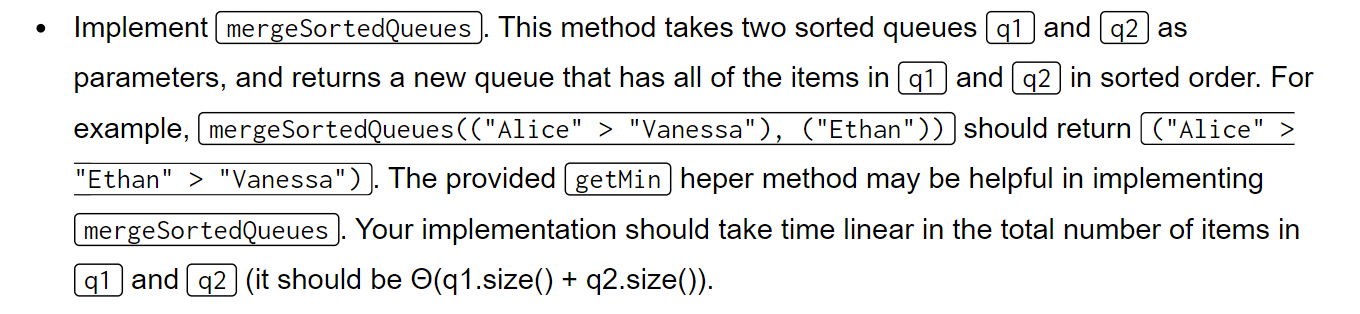 • Implement mergeSortedQueues. This method takes two sorted queues q1 and q2 as
parameters, and returns a new queue that has all of the items in q1 and q2 in sorted order. For
example, mergeSortedQueues(("Alice" > "Vanessa"), ("Ethan")) should return ("Alice" >
"Ethan" > "Vanessa"). The provided getMin heper method may be helpful in implementing
mergeSortedQueues. Your implementation should take time linear in the total number of items in
q1 and q2 (it should be Θ(q1.size() + q2.size()).